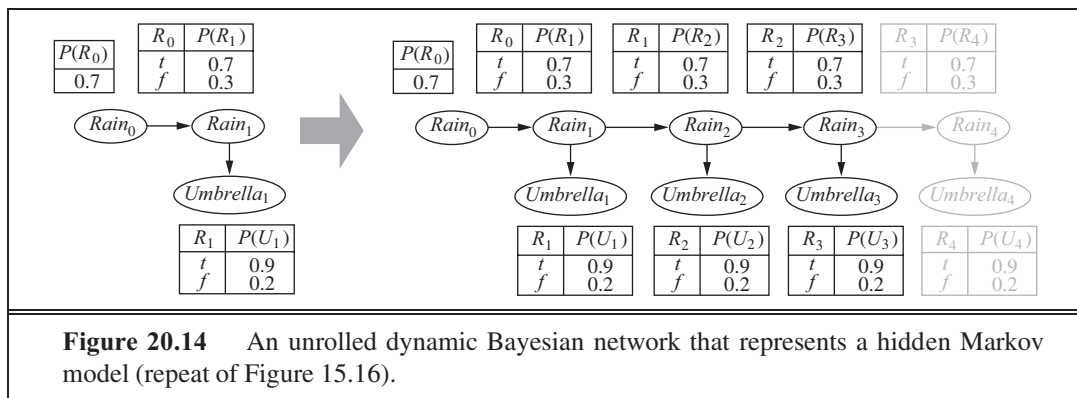 P(R0)
0.7
R0 P(R1)
t 0.7
f 0.3
Rain0 Rain1
Umbrella1
R1 P(U1)
t 0.9
f 0.2
P(R0)
0.7
R0 P(R1)
t 0.7
f 0.3
R1 P(R2)
t 0.7
f 0.3
R2 P(R3)
t 0.7
f 0.3
R3 P(R4)
t 0.7
f 0.3
Rain0 Rain1 Rain2 Rain3 Rain4
Umbrella1 Umbrella2 Umbrella3 Umbrella4
R1 P(U1)
t 0.9
f 0.2
R2 P(U2)
t 0.9
f 0.2
R3 P(U3)
t 0.9
f 0.2
R4 P(U4)
t 0.9
f 0.2
Figure 20.14 An unrolled dynamic Bayesian network that represents a hidden Markov
model (repeat of Figure 15.16).